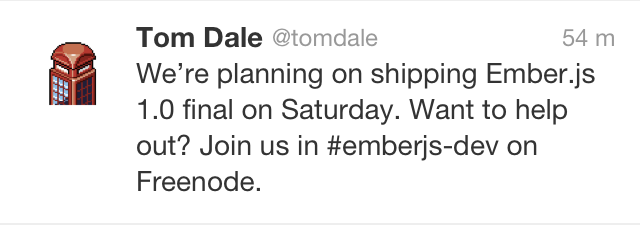 Tom Dale @tomdale 54 m
We’re planning on shipping Ember.js
1.0 final on Saturday. Want to help
out? Join us in #emberjs-dev on
Freenode.